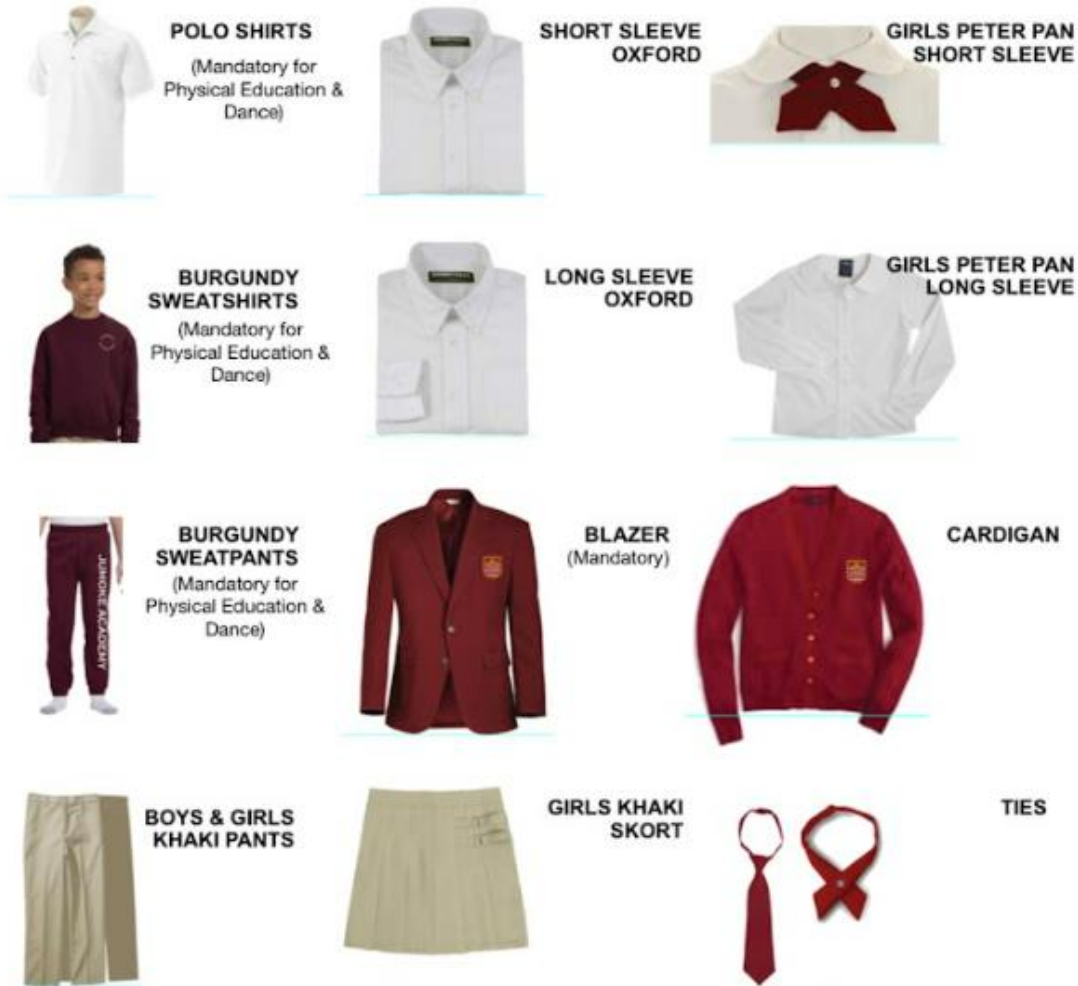 POLO SHIRTS
(Mandatory for
Physical Education &
Dance)
SHORT SLEEVE
OXFORD
GIRLS PETER PAN
SHORT SLEEVE
BURGUNDY
SWEATSHIRTS
(Mandatory for
Physical Education &
Dance)
LONG SLEEVE
OXFORD
GIRLS PETER PAN
LONG SLEEVE
BURGUNDY
SWEATPANTS
(Mandatory for
Physical Education &
Dance)
JUMOKE ACADEMY
BLAZER
(Mandatory)
CARDIGAN
BOYS & GIRLS
KHAKI PANTS
GIRLS KHAKI
SKORT
TIES